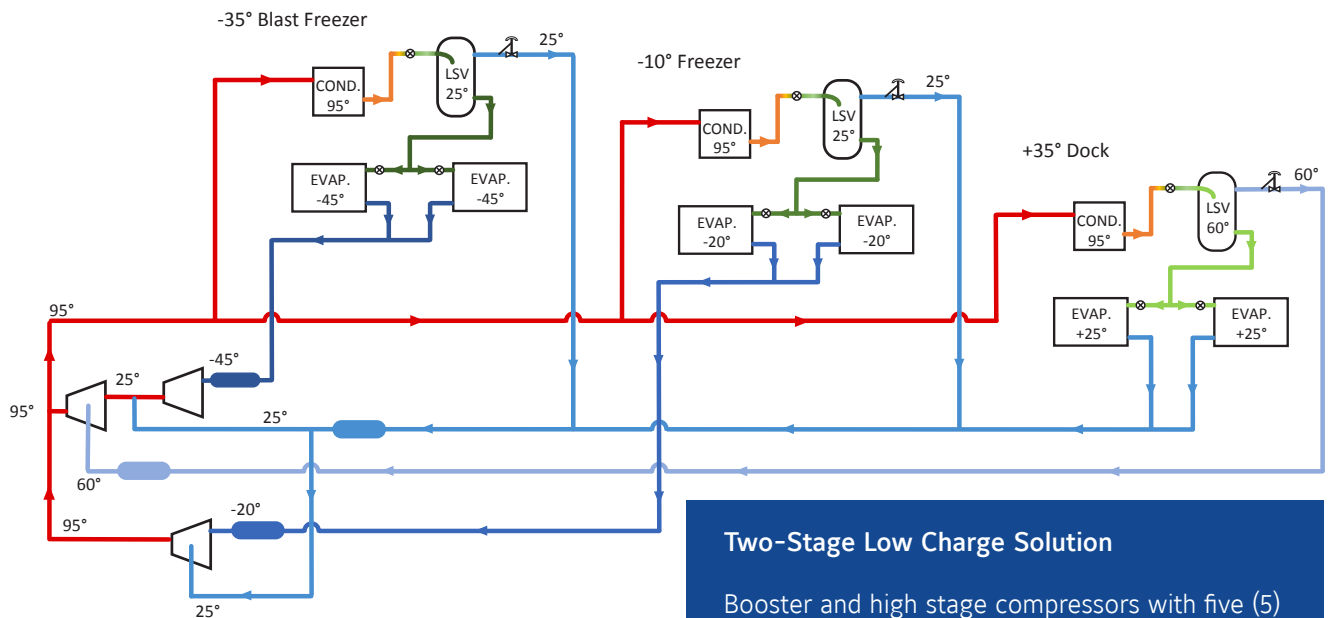 -35° Blast Freezer
25°
COND.
95°
LSV
25°
EVAP.
-45°
EVAP.
-45°
-10° Freezer
25°
COND.
95°
LSV
25°
EVAP.
-20°
EVAP.
-20°
+35° Dock
60°
COND.
95°
LSV
60°
EVAP.
+25°
EVAP.
+25°
95°
-45°
25°
95°
25°
60°
-20°
95°
25°
Two-Stage Low Charge Solution
Booster and high stage compressors with five (5)